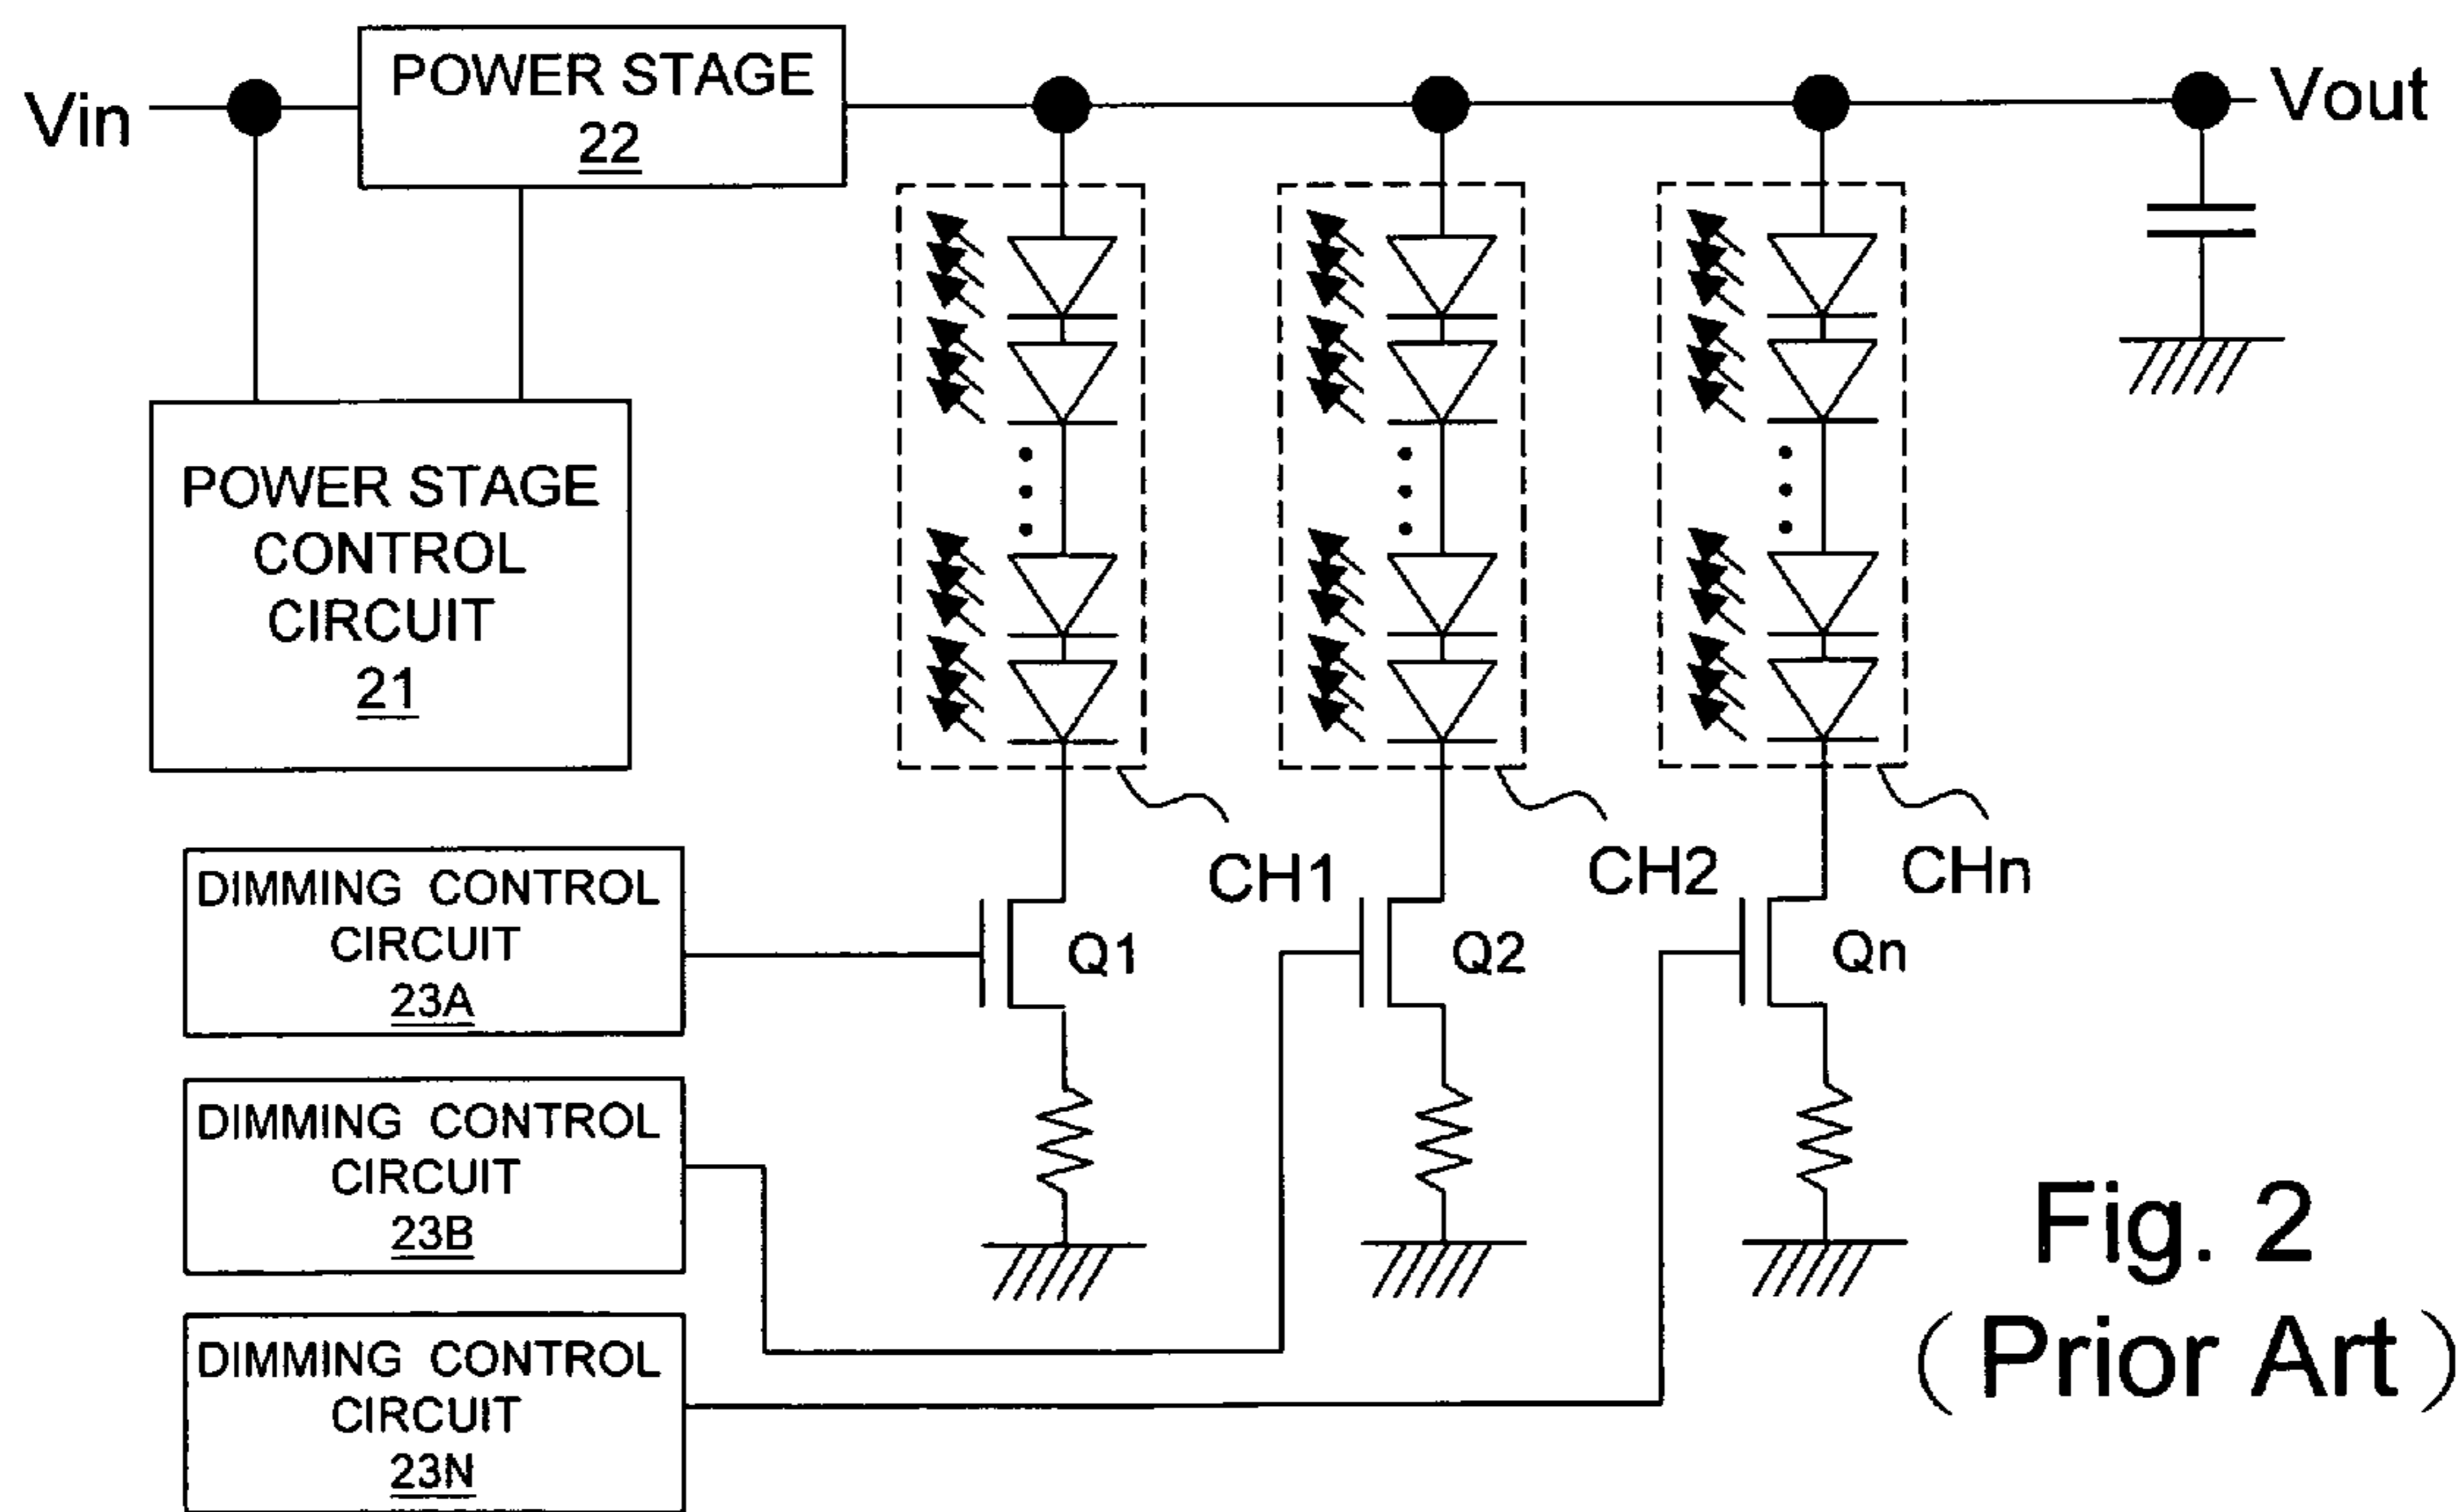 Vin
POWER STAGE
22
Vout
POWER STAGE
CONTROL
CIRCUIT
21
CH1
CH2
CHn
DIMMING CONTROL
CIRCUIT
23A
Q1
Q2
Qn
DIMMING CONTROL
CIRCUIT
23B
DIMMING CONTROL
CIRCUIT
23N
Fig. 2
(Prior Art)